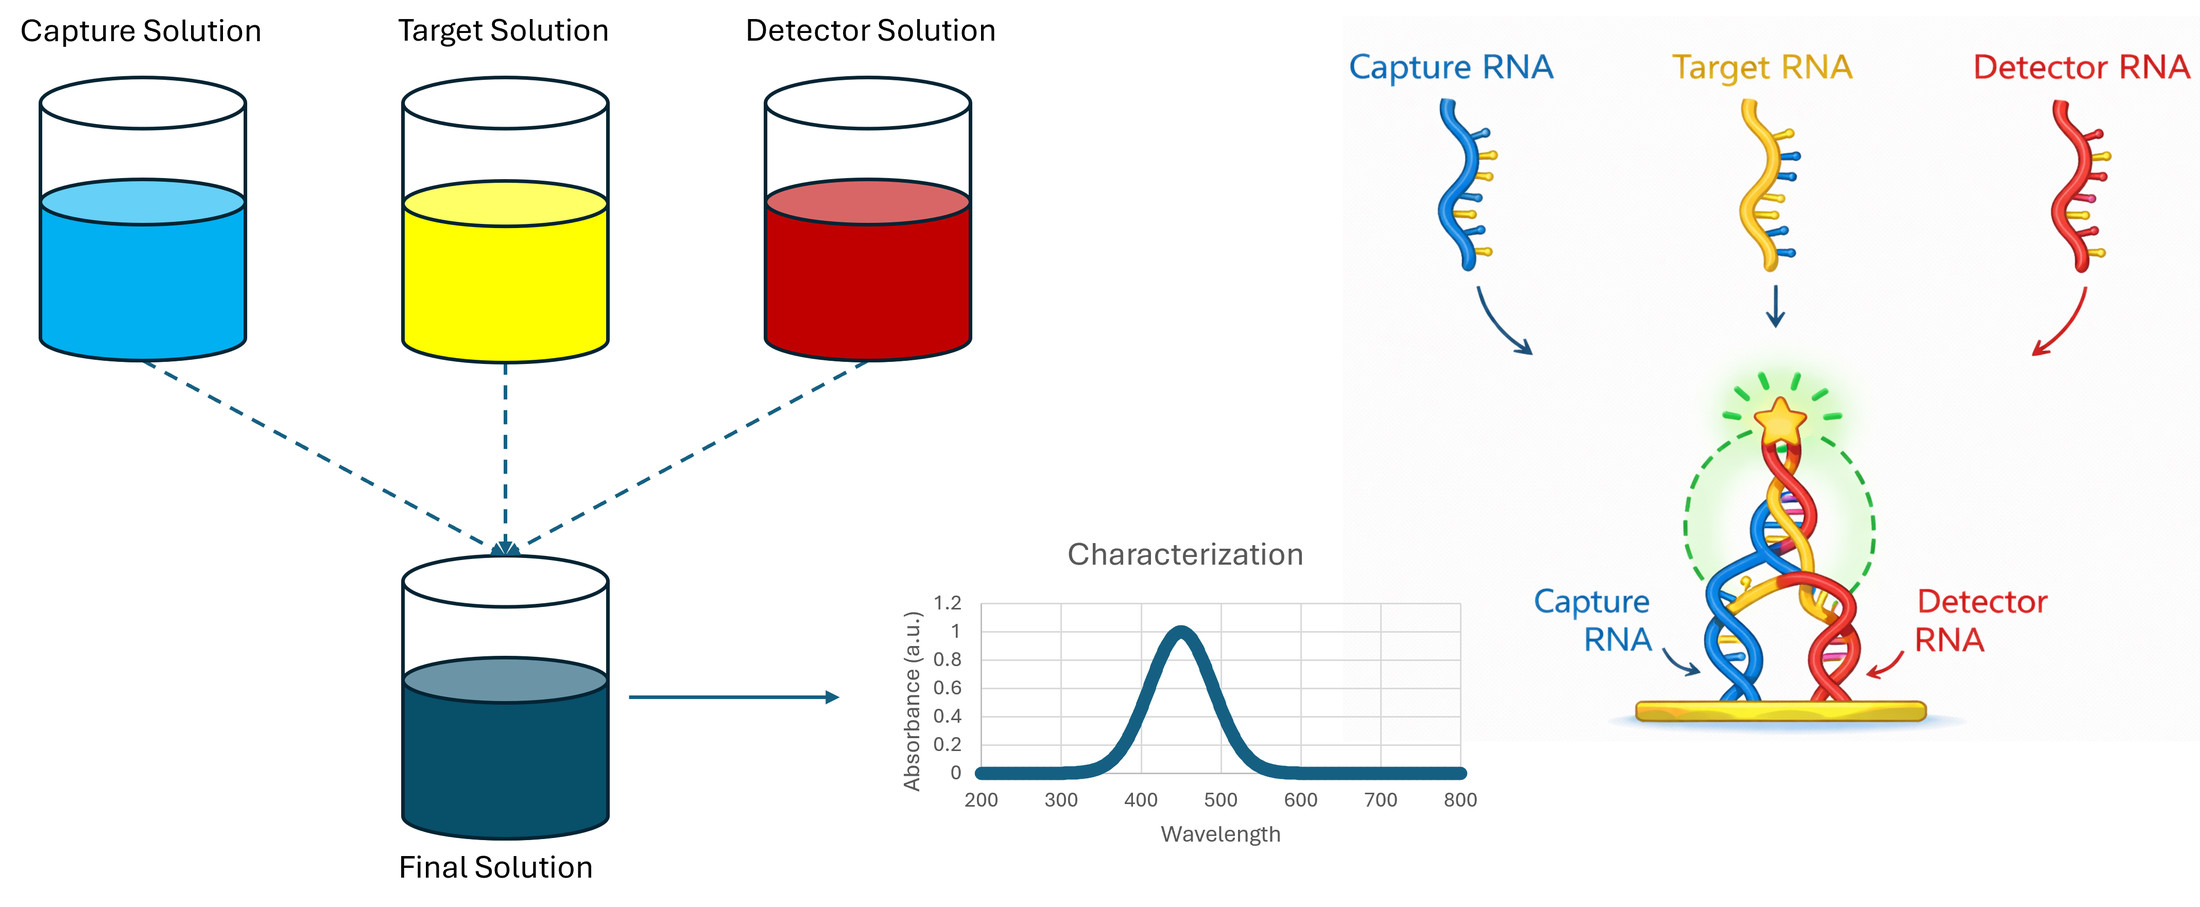 Capture Solution
Target Solution
Detector Solution
Capture RNA
Target RNA
Detector RNA
Characterization
Absorbance (a.u.)
1.2
1
0.8
0.6
0.4
0.2
0
200 300 400 500 600 700 800
Wavelength
Capture
RNA
Detector
RNA
Final Solution